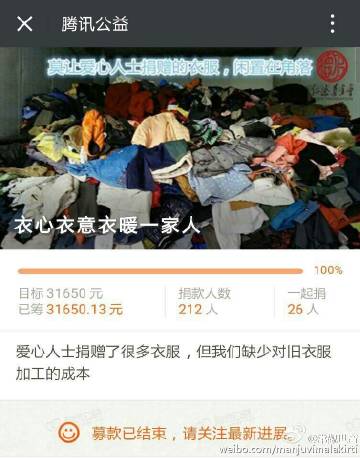 腾讯公益
莫让爱心人士捐赠的衣服，闲置在角落
衣心衣意衣暖一家人
100%
目标 31650 元
已筹 31650.13 元
捐款人数
212 人
一起捐
26 人
爱心人士捐赠了很多衣服，但我们缺少对旧衣服
加工的成本
募款已结束，请关注最新进展
weibo.com/manjuvimalakirti